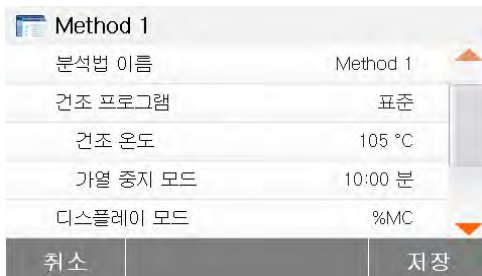 Method 1
분석법 이름 Method 1
건조 프로그램 표준
건조 온도 105 °C
가열 중지 모드 10:00 분
디스플레이 모드 %MC
취소 저장